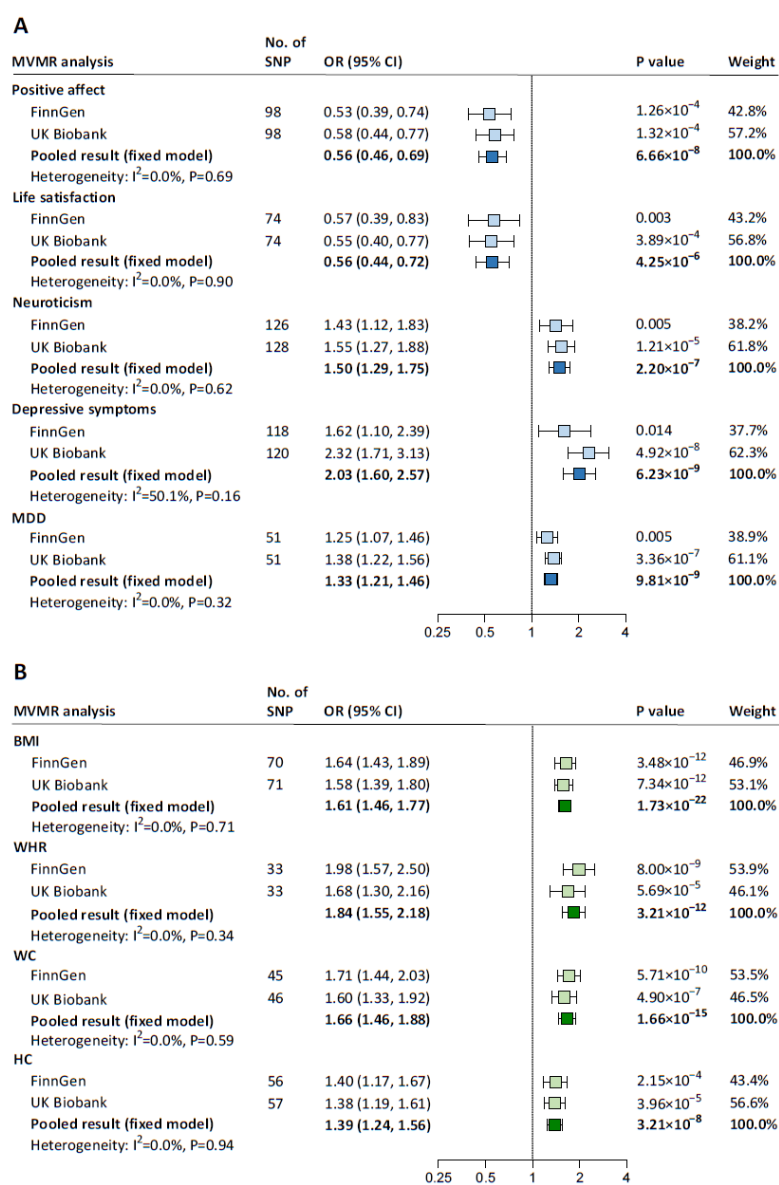 A
No. of
MVMR analysis SNP OR (95% CI) P value Weight
Positive affect
FinnGen 98 0.53 (0.39, 0.74) 1.26×10⁻⁴ 42.8%
UK Biobank 98 0.58 (0.44, 0.77) 1.32×10⁻⁴ 57.2%
Pooled result (fixed model) 0.56 (0.46, 0.69) 6.66×10⁻⁸ 100.0%
Heterogeneity: I²=0.0%, P=0.69
Life satisfaction
FinnGen 74 0.57 (0.39, 0.83) 0.003 43.2%
UK Biobank 74 0.55 (0.40, 0.77) 3.89×10⁻⁴ 56.8%
Pooled result (fixed model) 0.56 (0.44, 0.72) 4.25×10⁻⁶ 100.0%
Heterogeneity: I²=0.0%, P=0.90
Neuroticism
FinnGen 126 1.43 (1.12, 1.83) 0.005 38.2%
UK Biobank 128 1.55 (1.27, 1.88) 1.21×10⁻⁵ 61.8%
Pooled result (fixed model) 1.50 (1.29, 1.75) 2.20×10⁻⁷ 100.0%
Heterogeneity: I²=0.0%, P=0.62
Depressive symptoms
FinnGen 118 1.62 (1.10, 2.39) 0.014 37.7%
UK Biobank 120 2.32 (1.71, 3.13) 4.92×10⁻⁸ 62.3%
Pooled result (fixed model) 2.03 (1.60, 2.57) 6.23×10⁻⁹ 100.0%
Heterogeneity: I²=50.1%, P=0.16
MDD
FinnGen 51 1.25 (1.07, 1.46) 0.005 38.9%
UK Biobank 51 1.38 (1.22, 1.56) 3.36×10⁻⁷ 61.1%
Pooled result (fixed model) 1.33 (1.21, 1.46) 9.81×10⁻⁹ 100.0%
Heterogeneity: I²=0.0%, P=0.32
0.25 0.5 1 2 4
B
No. of
MVMR analysis SNP OR (95% CI) P value Weight
BMI
FinnGen 70 1.64 (1.43, 1.89) 3.48×10⁻¹² 46.9%
UK Biobank 71 1.58 (1.39, 1.80) 7.34×10⁻¹² 53.1%
Pooled result (fixed model) 1.61 (1.46, 1.77) 1.73×10⁻²² 100.0%
Heterogeneity: I²=0.0%, P=0.71
WHR
FinnGen 33 1.98 (1.57, 2.50) 8.00×10⁻⁹ 53.9%
UK Biobank 33 1.68 (1.30, 2.16) 5.69×10⁻⁵ 46.1%
Pooled result (fixed model) 1.84 (1.55, 2.18) 3.21×10⁻¹² 100.0%
Heterogeneity: I²=0.0%, P=0.34
WC
FinnGen 45 1.71 (1.44, 2.03) 5.71×10⁻¹⁰ 53.5%
UK Biobank 46 1.60 (1.33, 1.92) 4.90×10⁻⁷ 46.5%
Pooled result (fixed model) 1.66 (1.46, 1.88) 1.66×10⁻¹⁵ 100.0%
Heterogeneity: I²=0.0%, P=0.59
HC
FinnGen 56 1.40 (1.17, 1.67) 2.15×10⁻⁴ 43.4%
UK Biobank 57 1.38 (1.19, 1.61) 3.96×10⁻⁵ 56.6%
Pooled result (fixed model) 1.39 (1.24, 1.56) 3.21×10⁻⁸ 100.0%
Heterogeneity: I²=0.0%, P=0.94
0.25 0.5 1 2 4